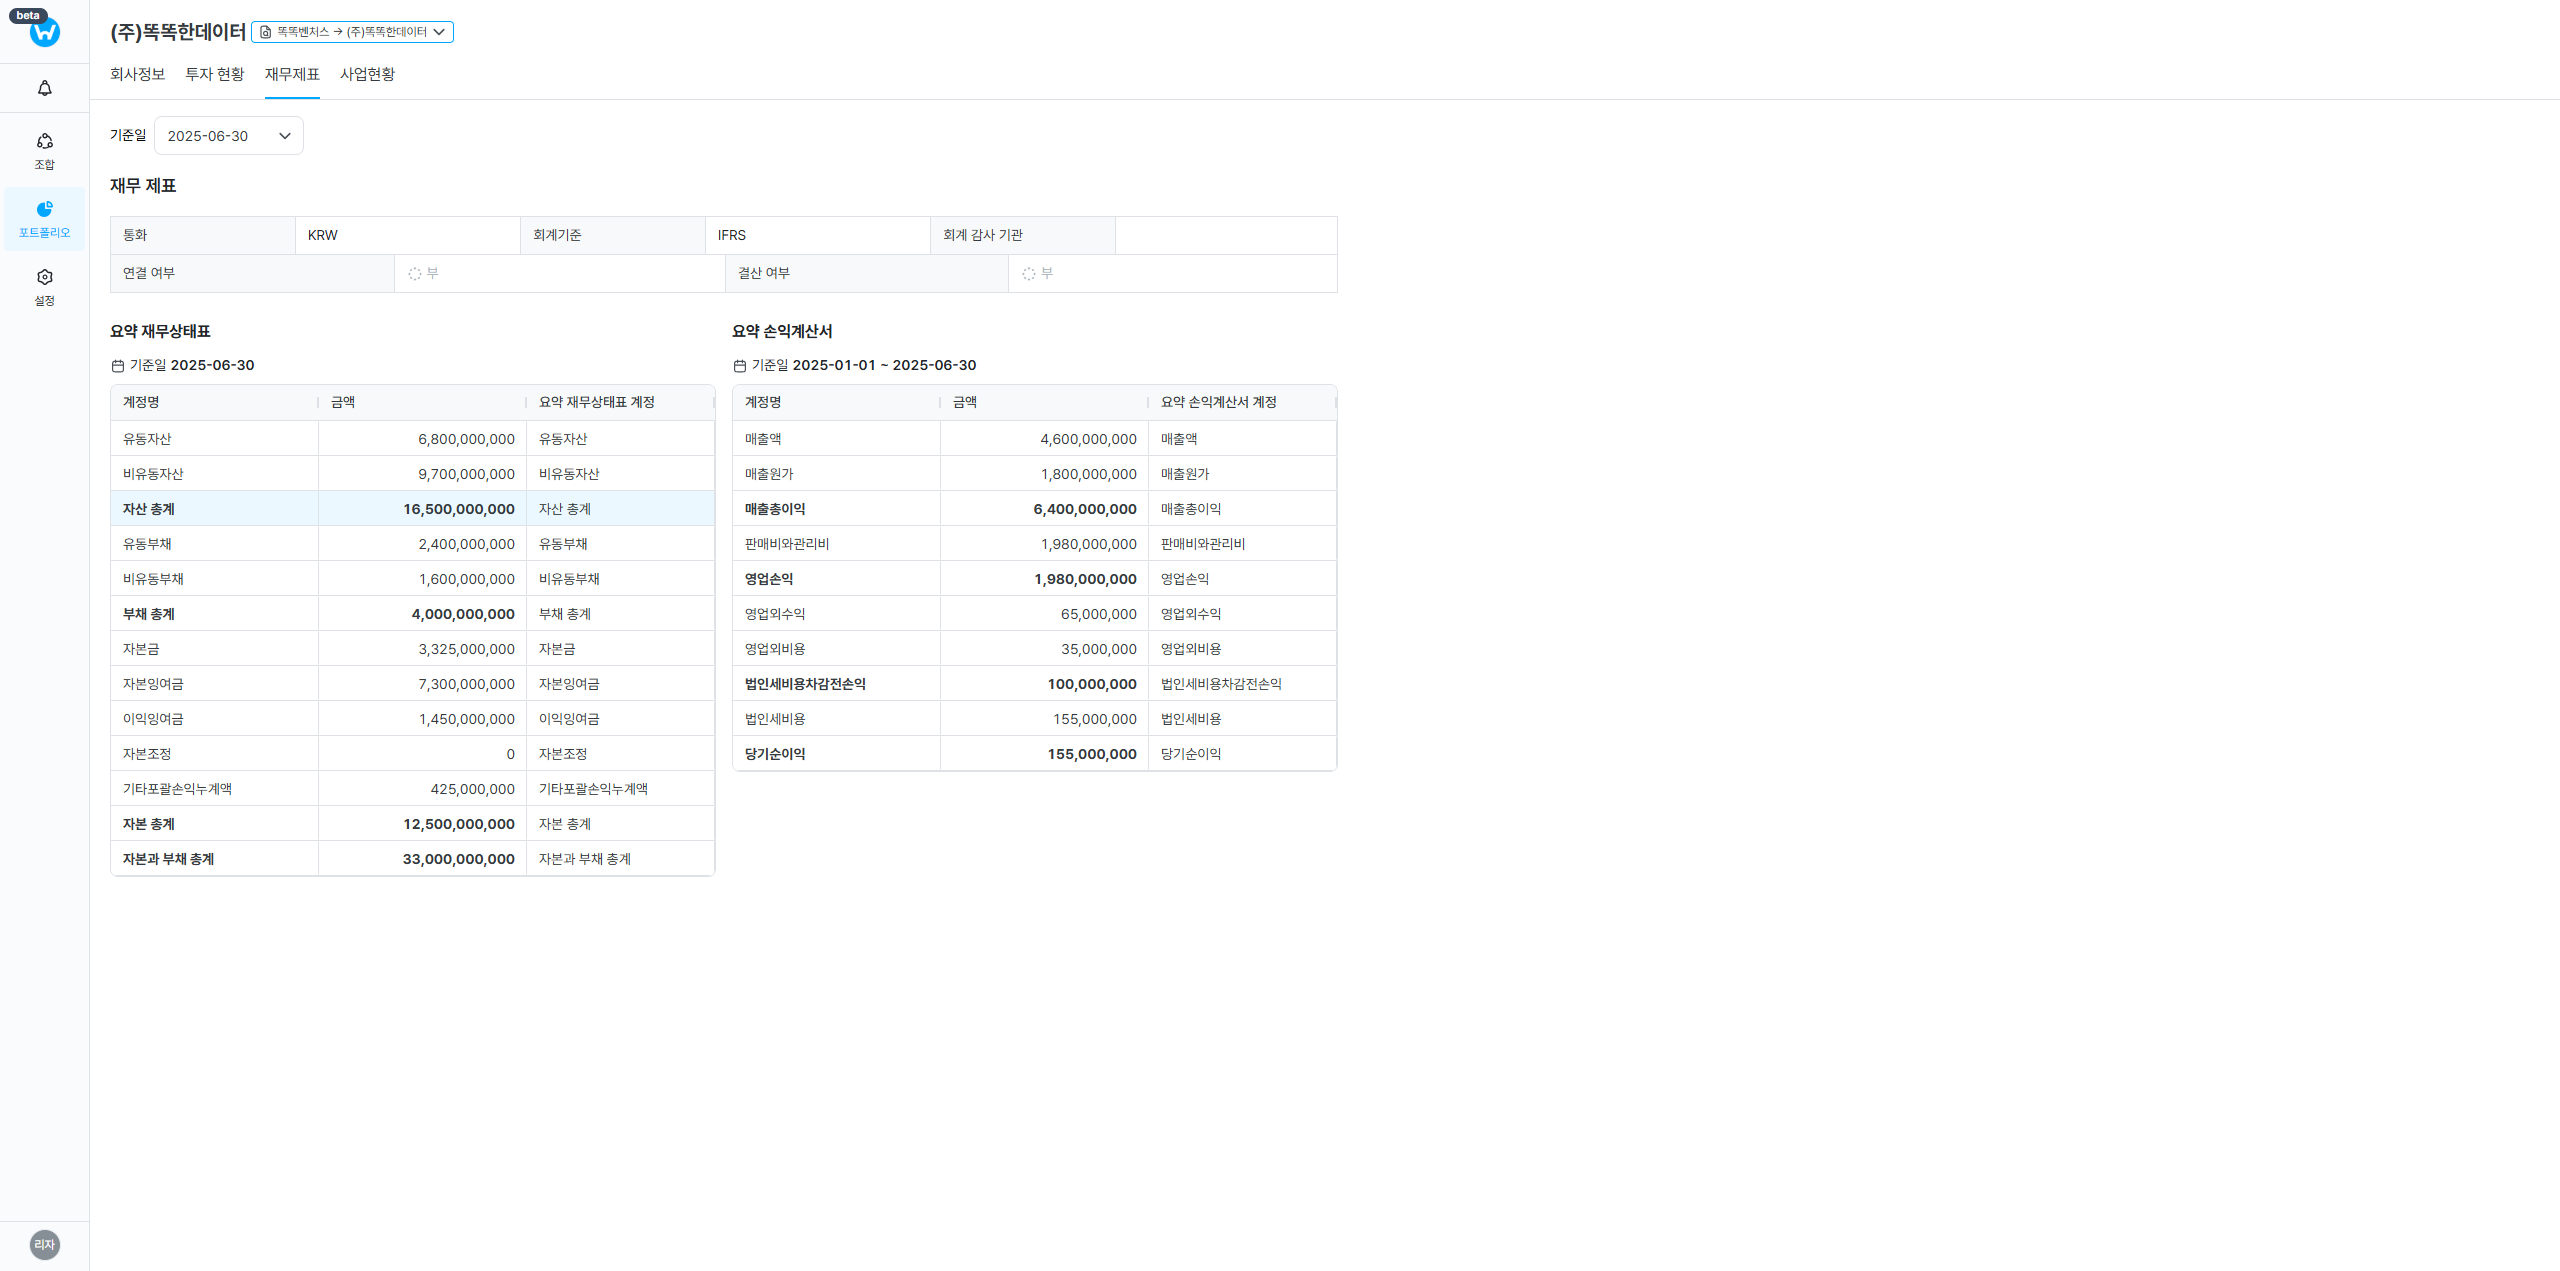 beta
(주)똑똑한데이터 똑똑벤처스 → (주)똑똑한데이터
회사정보 투자 현황 재무제표 사업현황
조합
포트폴리오
설정
리자
기준일 2025-06-30
재무 제표
통화 KRW 회계기준 IFRS 회계 감사 기관
연결 여부 부 결산 여부 부
요약 재무상태표
기준일 2025-06-30
계정명 금액 요약 재무상태표 계정
유동자산 6,800,000,000 유동자산
비유동자산 9,700,000,000 비유동자산
자산 총계 16,500,000,000 자산 총계
유동부채 2,400,000,000 유동부채
비유동부채 1,600,000,000 비유동부채
부채 총계 4,000,000,000 부채 총계
자본금 3,325,000,000 자본금
자본잉여금 7,300,000,000 자본잉여금
이익잉여금 1,450,000,000 이익잉여금
자본조정 0 자본조정
기타포괄손익누계액 425,000,000 기타포괄손익누계액
자본 총계 12,500,000,000 자본 총계
자본과 부채 총계 33,000,000,000 자본과 부채 총계
요약 손익계산서
기준일 2025-01-01 ~ 2025-06-30
계정명 금액 요약 손익계산서 계정
매출액 4,600,000,000 매출액
매출원가 1,800,000,000 매출원가
매출총이익 6,400,000,000 매출총이익
판매비와관리비 1,980,000,000 판매비와관리비
영업손익 1,980,000,000 영업손익
영업외수익 65,000,000 영업외수익
영업외비용 35,000,000 영업외비용
법인세비용차감전손익 100,000,000 법인세비용차감전손익
법인세비용 155,000,000 법인세비용
당기순이익 155,000,000 당기순이익